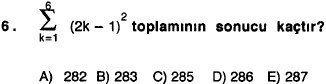 6. \sum_{k=1}^{6} (2k – 1)² toplamının sonucu kaçtır?
A) 282 B) 283 C) 285 D) 286 E) 287